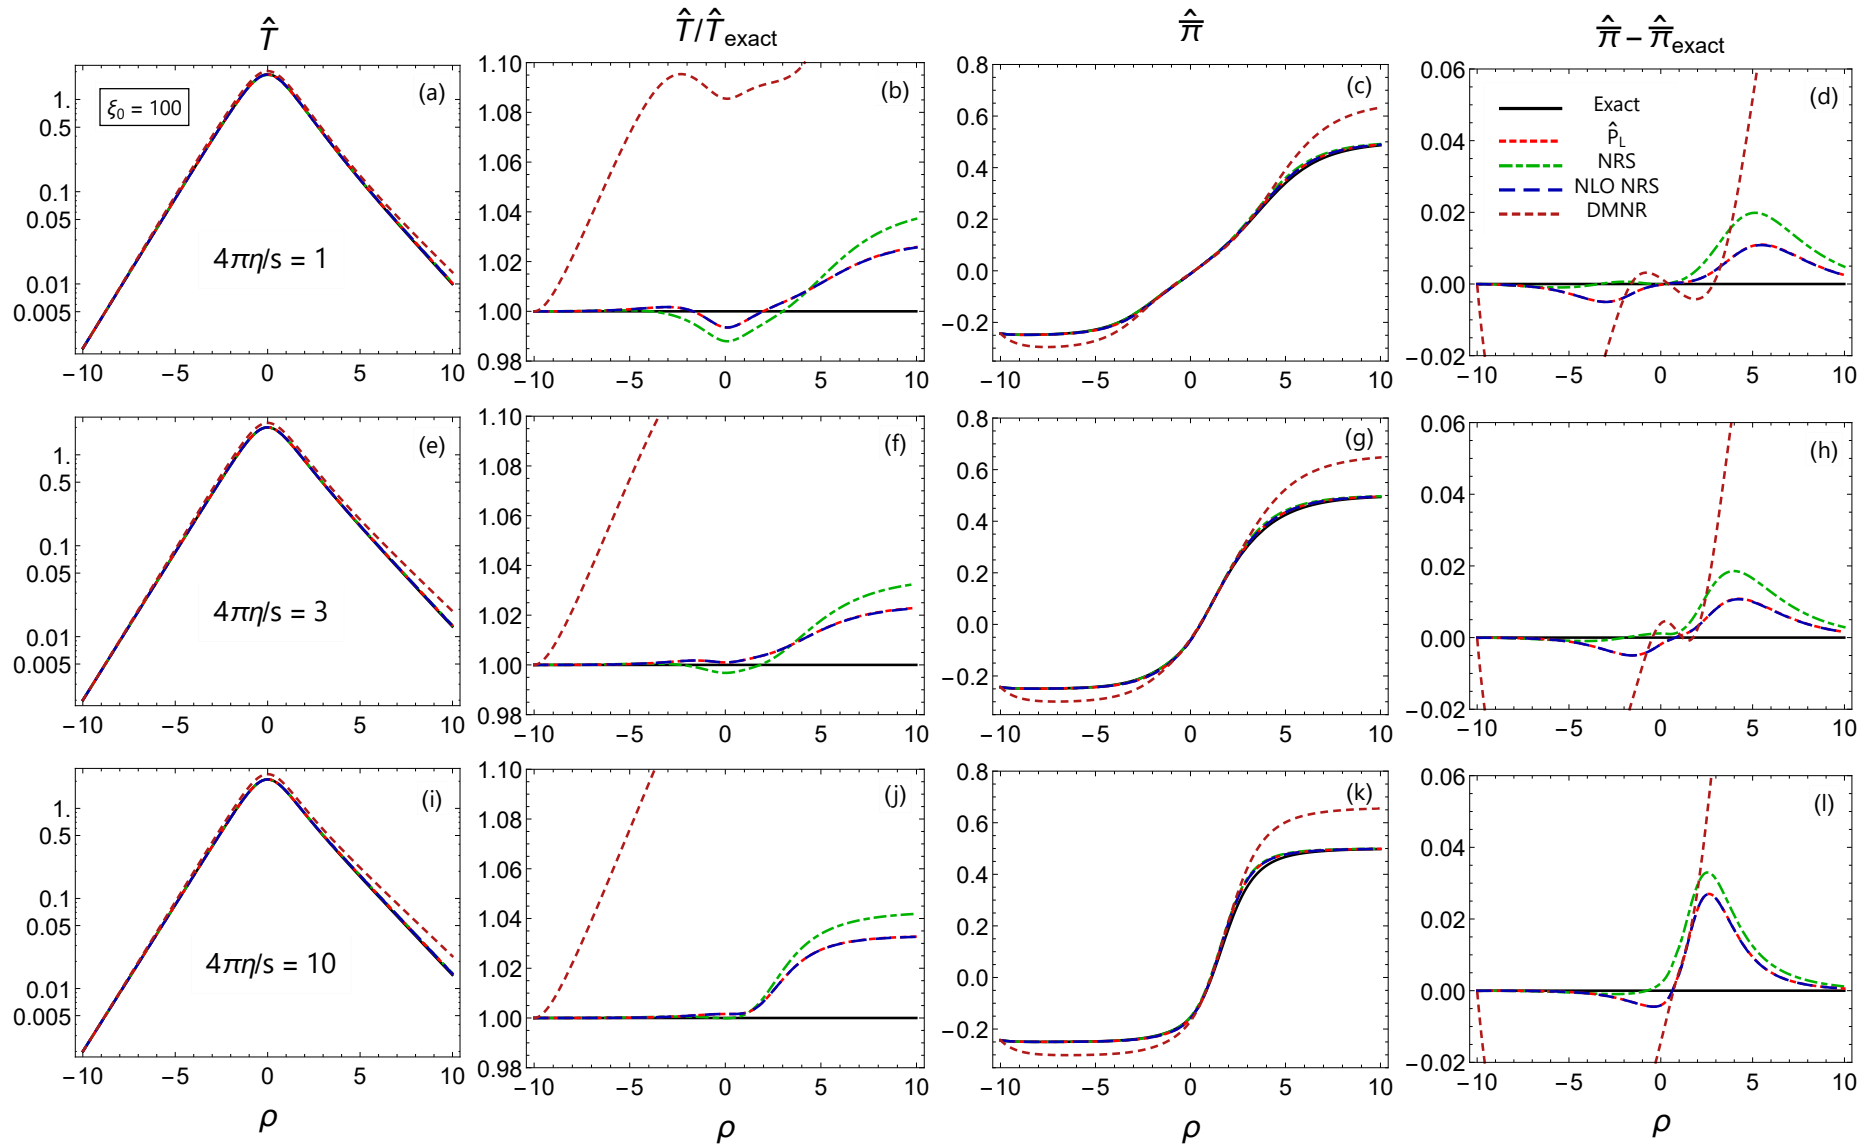 T̂
T̂/T̂exact
π̄̂
π̄̂ − π̄̂exact
(a)
ξ0 = 100
4πη/s = 1
1.
0.5
0.1
0.05
0.01
0.005
−10 −5 0 5 10
(b)
1.10
1.08
1.06
1.04
1.02
1.00
0.98
−10 −5 0 5 10
(c)
0.8
0.6
0.4
0.2
0.0
−0.2
−10 −5 0 5 10
(d)
0.06
0.04
0.02
0.00
−0.02
−10 −5 0 5 10
Exact
P̂L
NRS
NLO NRS
DMNR
(e)
4πη/s = 3
1.
0.5
0.1
0.05
0.01
0.005
−10 −5 0 5 10
(f)
1.10
1.08
1.06
1.04
1.02
1.00
0.98
−10 −5 0 5 10
(g)
0.8
0.6
0.4
0.2
0.0
−0.2
−10 −5 0 5 10
(h)
0.06
0.04
0.02
0.00
−0.02
−10 −5 0 5 10
(i)
4πη/s = 10
1.
0.5
0.1
0.05
0.01
0.005
−10 −5 0 5 10
ρ
(j)
1.10
1.08
1.06
1.04
1.02
1.00
0.98
−10 −5 0 5 10
ρ
(k)
0.8
0.6
0.4
0.2
0.0
−0.2
−10 −5 0 5 10
ρ
(l)
0.06
0.04
0.02
0.00
−0.02
−10 −5 0 5 10
ρ